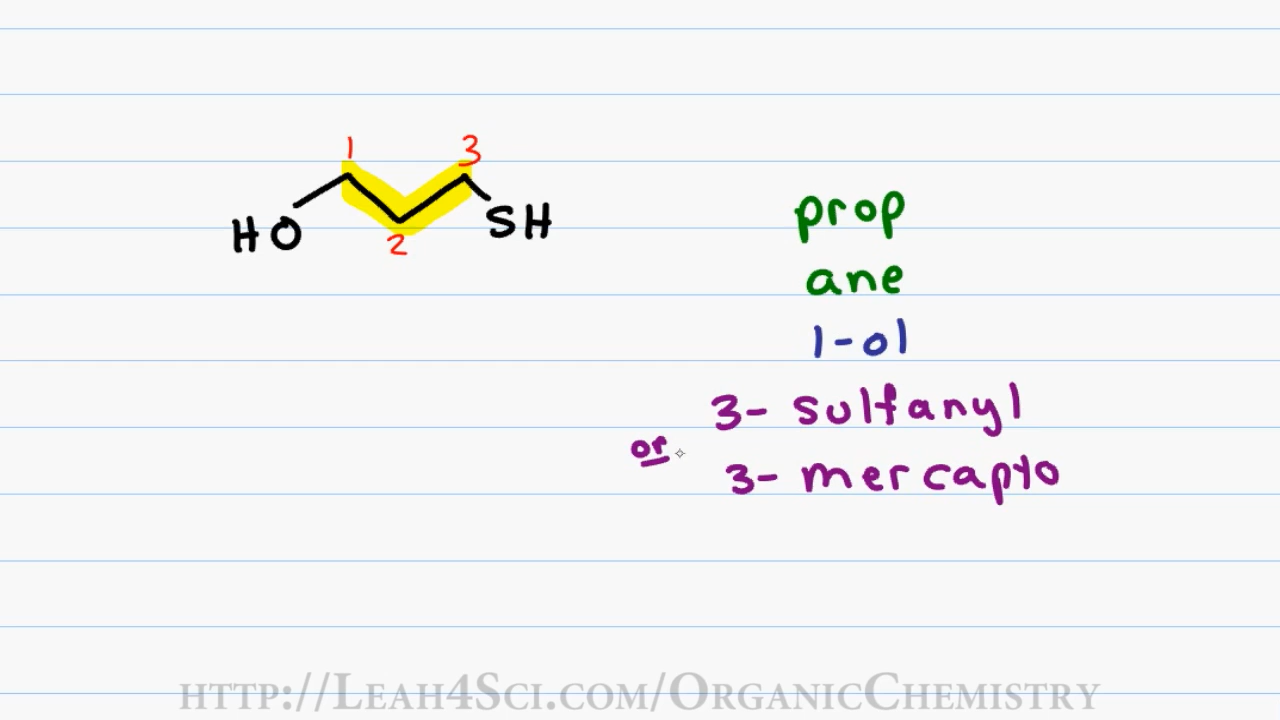 1 3
HO SH
2
prop
ane
1-ol
3- sulfanyl
or
3- mercapto
HTTP://LEAH4SCI.COM/ORGANICCHEMISTRY